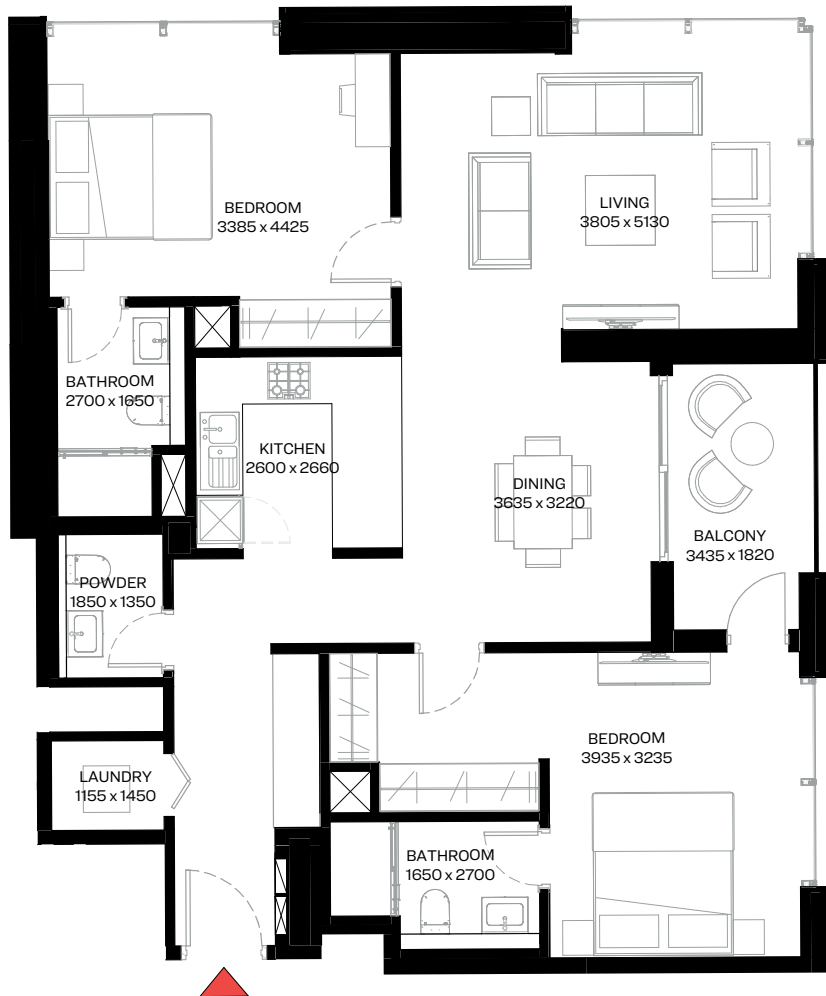 BEDROOM
3385 x 4425
LIVING
3805 x 5130
BATHROOM
2700 x 1650
KITCHEN
2600 x 2660
DINING
3635 x 3220
BALCONY
3435 x 1820
POWDER
1850 x 1350
BEDROOM
3935 x 3235
LAUNDRY
1155 x 1450
BATHROOM
1650 x 2700